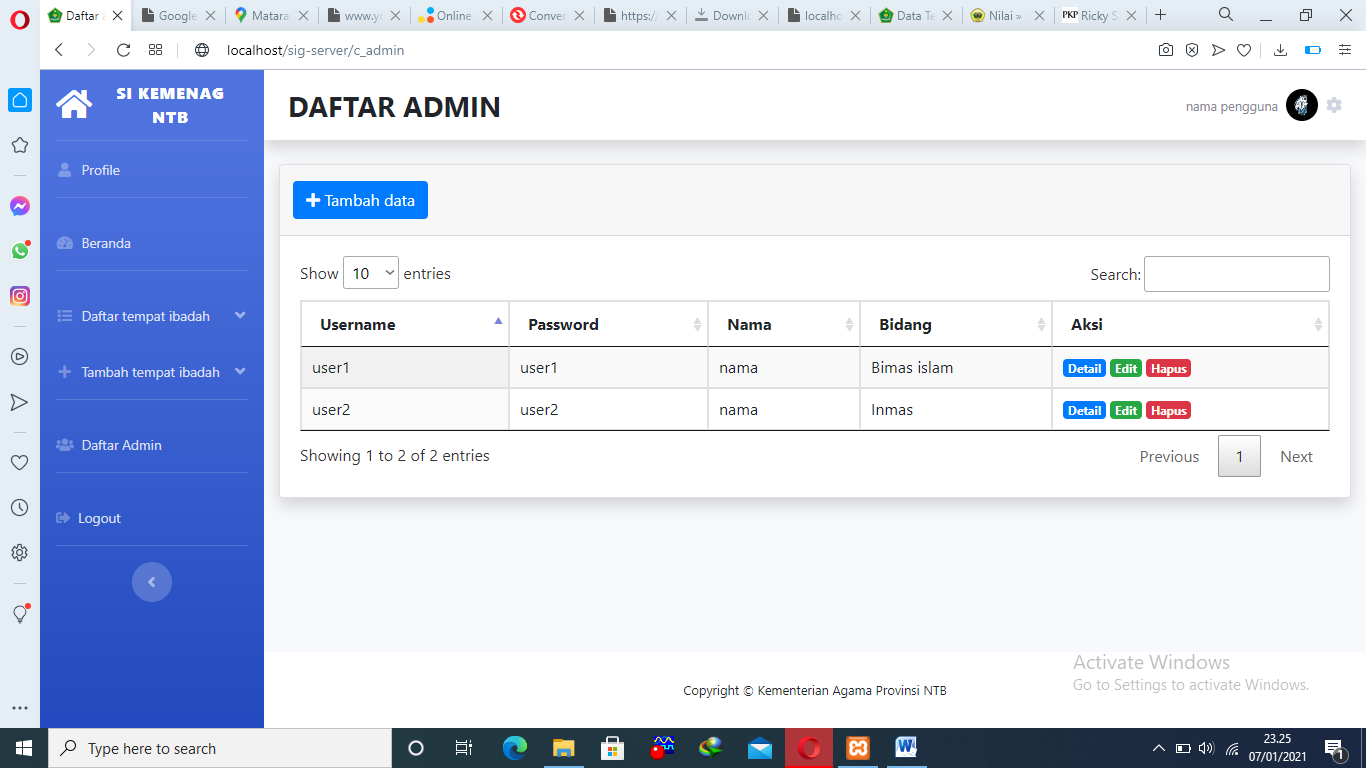 Daftar
Google
Matara
www.yo
Online
Conver
https:/
Downl
localho
Data Te
Nilai »
PKP Ricky S
localhost/sig-server/c_admin
SI KEMENAG
NTB
DAFTAR ADMIN
nama pengguna
Profile
Beranda
Daftar tempat ibadah
Tambah tempat ibadah
Daftar Admin
Logout
Tambah data
Show 10 entries
Search:
Username Password Nama Bidang Aksi
user1 user1 nama Bimas islam Detail Edit Hapus
user2 user2 nama Inmas Detail Edit Hapus
Showing 1 to 2 of 2 entries
Previous 1 Next
Copyright © Kementerian Agama Provinsi NTB
Activate Windows
Go to Settings to activate Windows.
Type here to search
23.25
07/01/2021
1